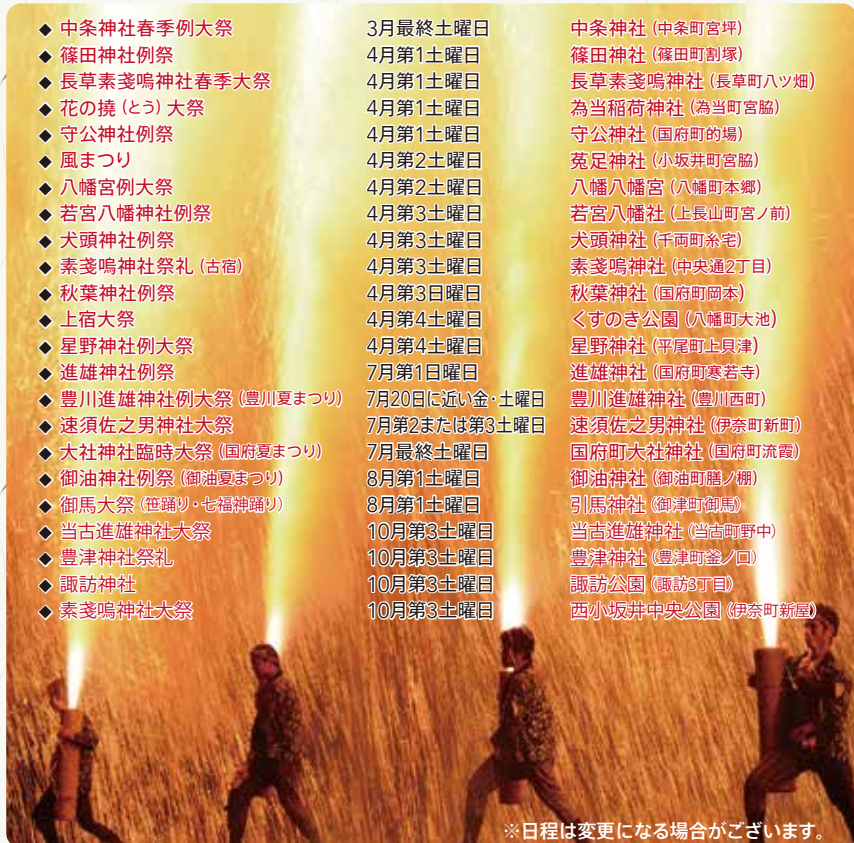 ◆ 中条神社春季例大祭 3月最終土曜日 中条神社 (中条町宮坪)
◆ 篠田神社例祭 4月第1土曜日 篠田神社 (篠田町割塚)
◆ 長草素戔嗚神社春季大祭 4月第1土曜日 長草素戔嗚神社 (長草町八ツ畑)
◆ 花の撓 (とう) 大祭 4月第1土曜日 為当稲荷神社 (為当町宮脇)
◆ 守公神社例祭 4月第1土曜日 守公神社 (国府町的場)
◆ 風まつり 4月第2土曜日 菟足神社 (小坂井町宮脇)
◆ 八幡宮例大祭 4月第2土曜日 八幡八幡宮 (八幡町本郷)
◆ 若宮八幡神社例祭 4月第3土曜日 若宮八幡社 (上長山町宮ノ前)
◆ 犬頭神社例祭 4月第3土曜日 犬頭神社 (千両町糸宅)
◆ 素戔嗚神社祭礼 (古宿) 4月第3土曜日 素戔嗚神社 (中央通2丁目)
◆ 秋葉神社例祭 4月第3日曜日 秋葉神社 (国府町岡本)
◆ 上宿大祭 4月第4土曜日 くすのき公園 (八幡町大池)
◆ 星野神社例大祭 4月第4土曜日 星野神社 (平尾町上貝津)
◆ 進雄神社例祭 7月第1日曜日 進雄神社 (国府町寒若寺)
◆ 豊川進雄神社例大祭 (豊川夏まつり) 7月20日に近い金・土曜日 豊川進雄神社 (豊川西町)
◆ 速須佐之男神社大祭 7月第2または第3土曜日 速須佐之男神社 (伊奈町新町)
◆ 大社神社臨時大祭 (国府夏まつり) 7月最終土曜日 国府町大社神社 (国府町流霞)
◆ 御油神社例祭 (御油夏まつり) 8月第1土曜日 御油神社 (御油町膳ノ棚)
◆ 御馬大祭 (笹踊り・七福神踊り) 8月第1土曜日 引馬神社 (御津町御馬)
◆ 当古進雄神社大祭 10月第3土曜日 当古進雄神社 (当古町野中)
◆ 豊津神社祭礼 10月第3土曜日 豊津神社 (豊津町釜ノ口)
◆ 諏訪神社 10月第3土曜日 諏訪公園 (諏訪3丁目)
◆ 素戔嗚神社大祭 10月第3土曜日 西小坂井中央公園 (伊奈町新屋)
※日程は変更になる場合がございます。